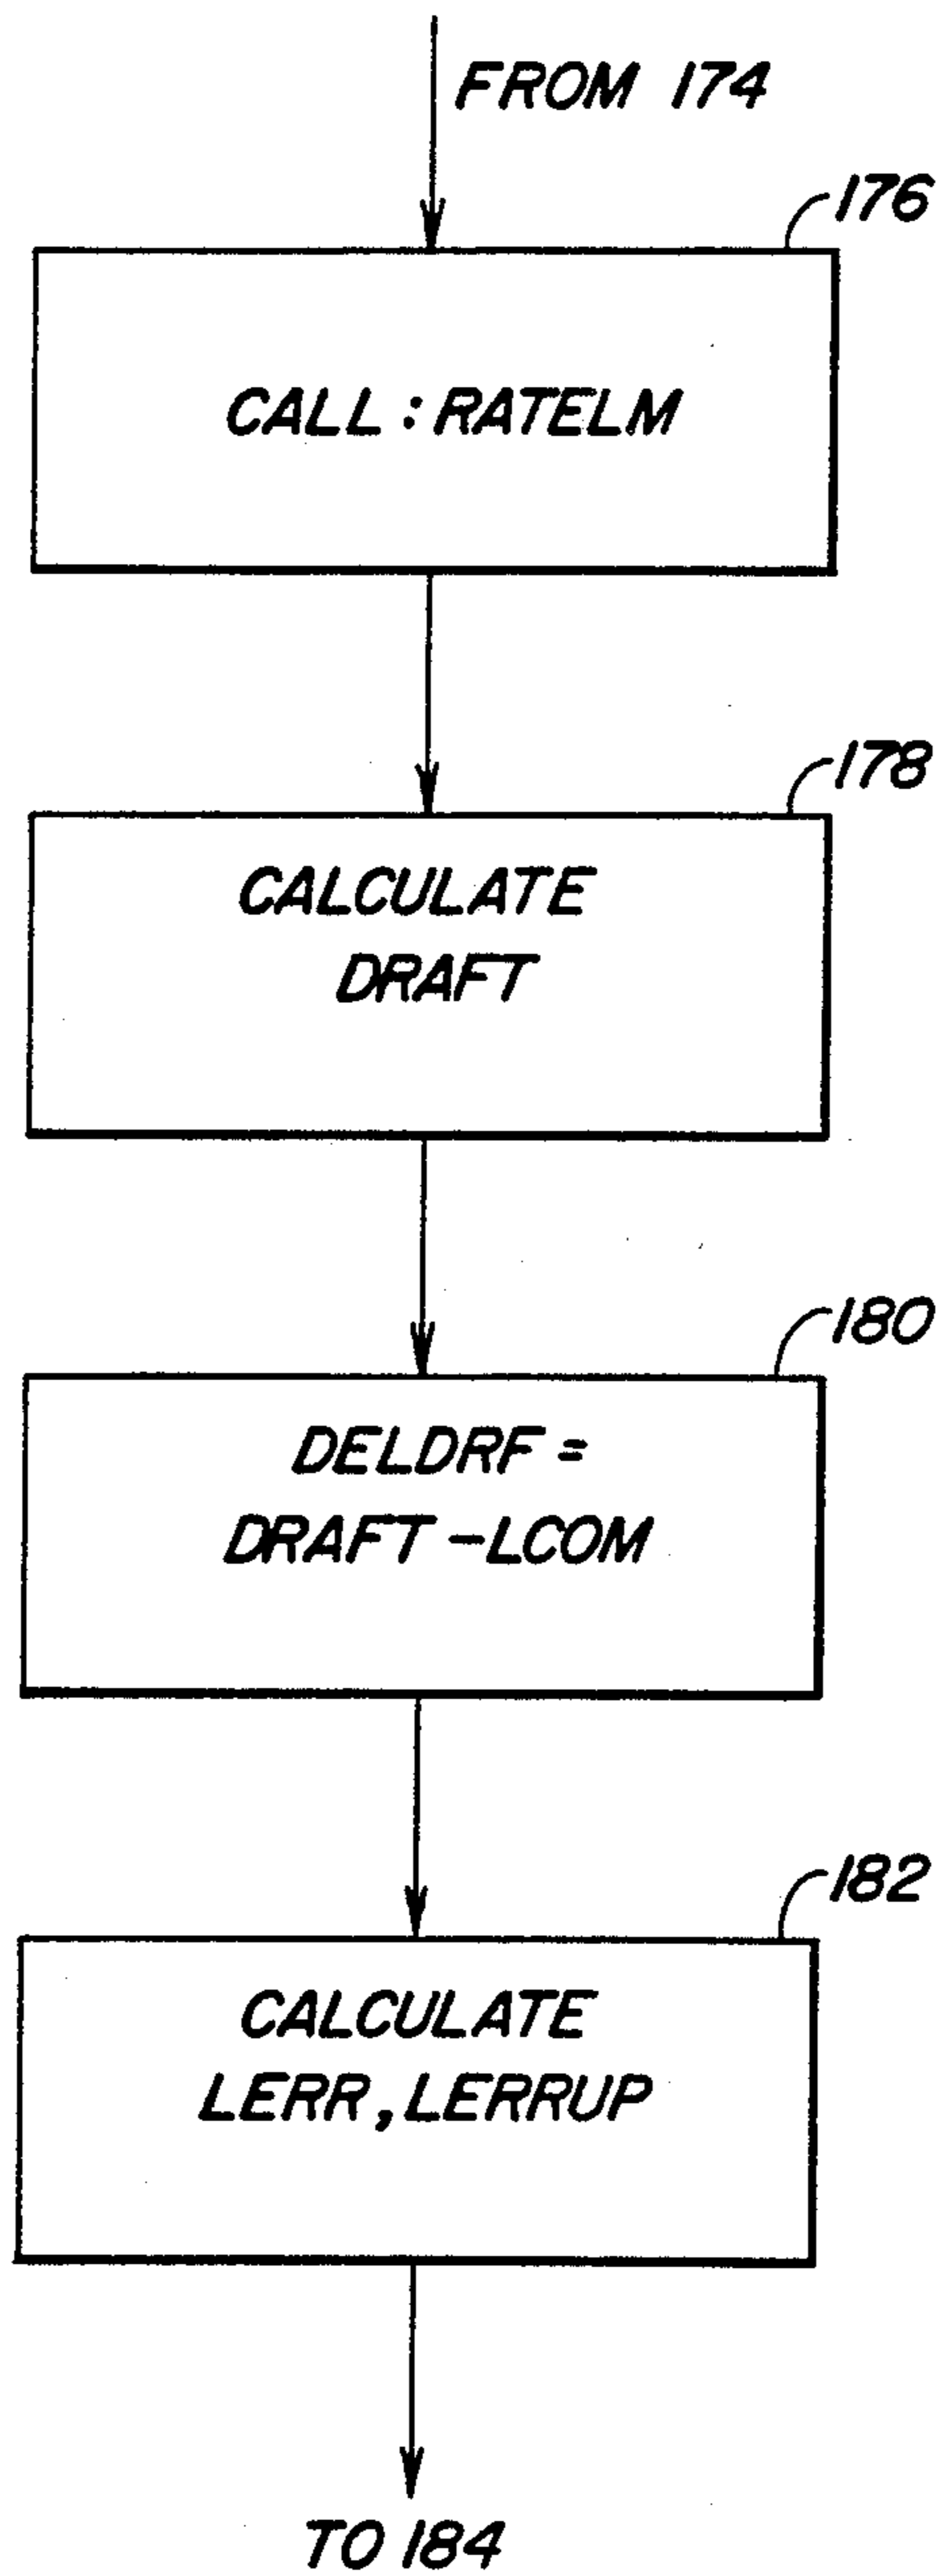 FROM 174
176
CALL : RATELM
178
CALCULATE
DRAFT
180
DELDRF =
DRAFT -LCOM
182
CALCULATE
LERR, LERRUP
TO 184